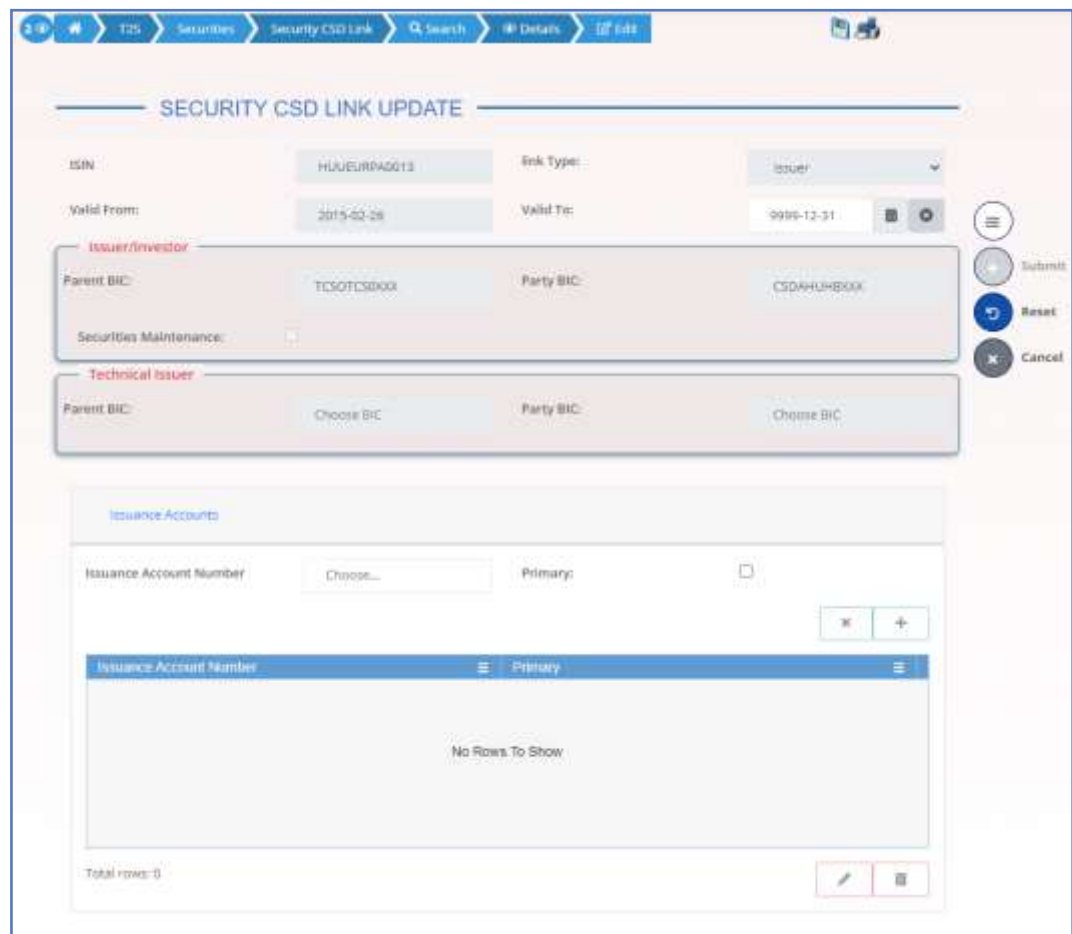 T2S Securities Security CSD Link Search Details Edit
SECURITY CSD LINK UPDATE
ISIN link Type: Issuer
Valid From: 2015-02-26 Valid To: 9999-12-31
Issuer/Investor
Parent BIC: Party BIC:
Submit
Reset
Securities Maintenance:
Cancel
Technical Issuer
Parent BIC: Choose BIC Party BIC: Choose BIC
Issuance Accounts
Issuance Account Number Choose... Primary:
Issuance Account Number Primary
No Rows To Show
Total rows: 0